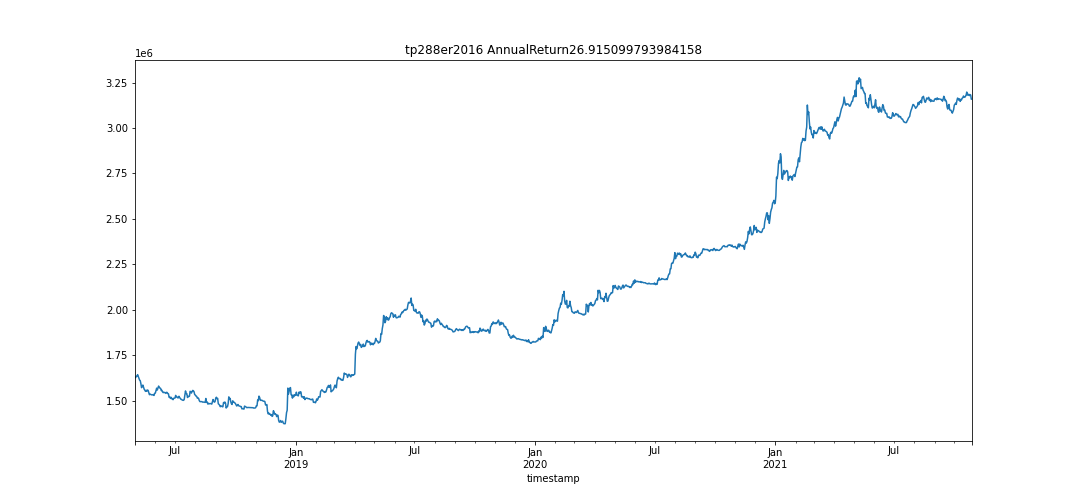 tp288er2016 AnnualReturn26.915099793984158
1e6
3.25
3.00
2.75
2.50
2.25
2.00
1.75
1.50
Jul Jan Jul Jan Jul Jan Jul
2019 2020 2021
timestamp